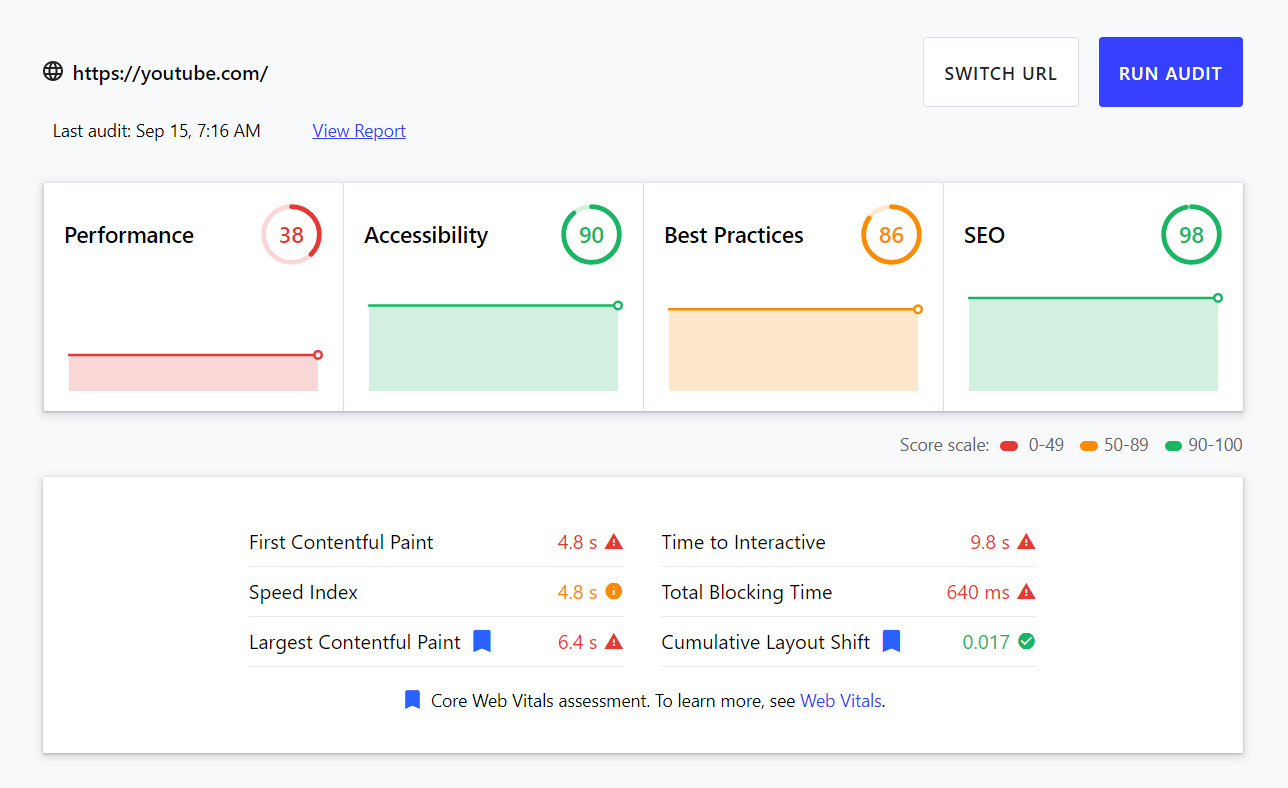 https://youtube.com/
SWITCH URL
RUN AUDIT
Last audit: Sep 15, 7:16 AM
View Report
Performance 38
Accessibility 90
Best Practices 86
SEO 98
Score scale: 0-49 50-89 90-100
First Contentful Paint 4.8 s
Time to Interactive 9.8 s
Speed Index 4.8 s
Total Blocking Time 640 ms
Largest Contentful Paint 6.4 s
Cumulative Layout Shift 0.017
Core Web Vitals assessment. To learn more, see Web Vitals.